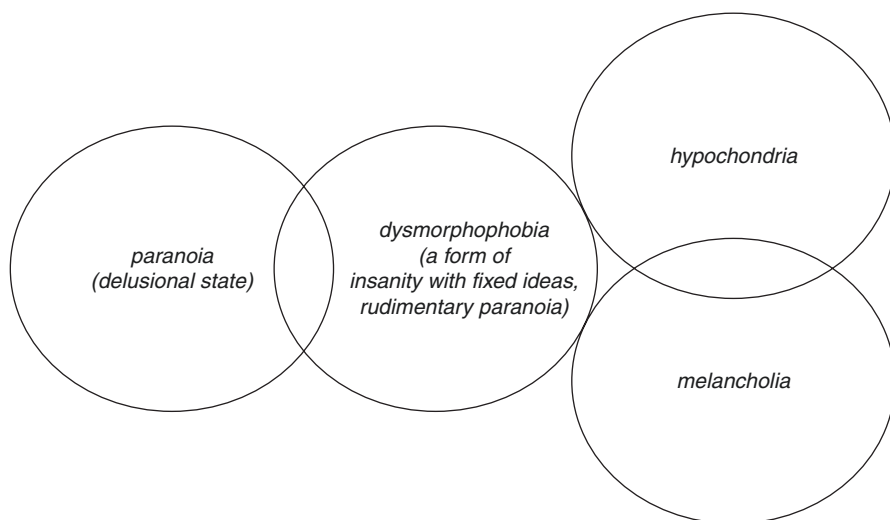 hypochondria
paranoia
(delusional state)
dysmorphophobia
(a form of
insanity with fixed ideas,
rudimentary paranoia)
melancholia